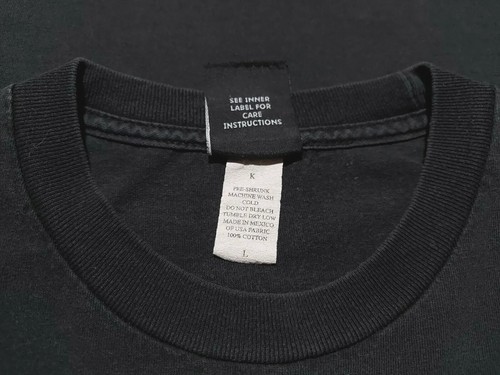 SEE INNER
LABEL FOR
CARE
INSTRUCTIONS
K
PRE-SHRUNK
MACHINE WASH
COLD
DO NOT BLEACH
TUMBLE DRY LOW
MADE IN MEXICO
OF USA FABRIC
100% COTTON
L